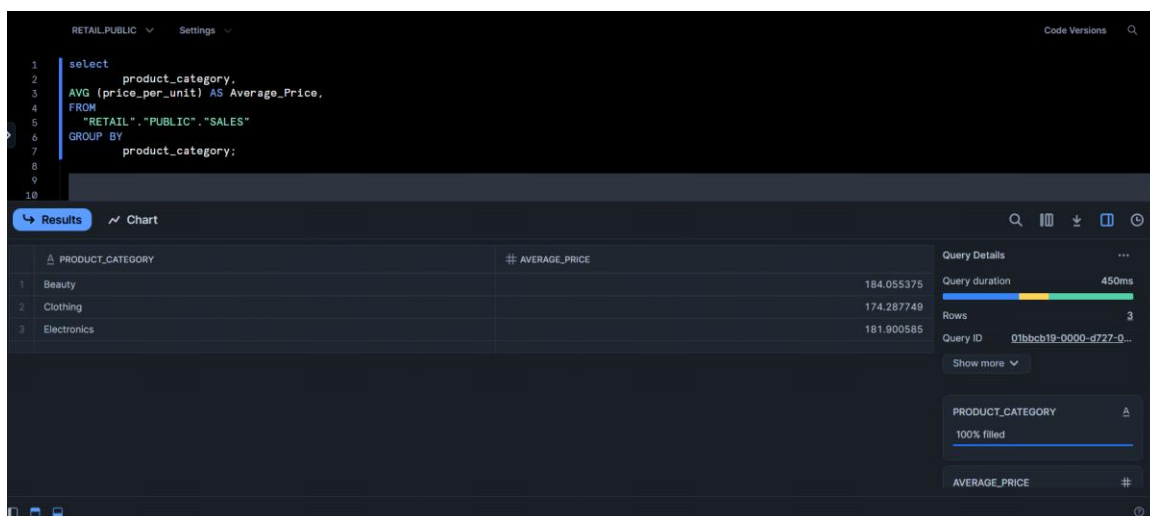 RETAIL.PUBLIC Settings Code Versions
1 select
2 product_category,
3 AVG (price_per_unit) AS Average_Price,
4 FROM
5 "RETAIL"."PUBLIC"."SALES"
6 GROUP BY
7 product_category;
8
9
10
Results Chart
A PRODUCT_CATEGORY # AVERAGE_PRICE
1 Beauty 184.055375
2 Clothing 174.287749
3 Electronics 181.900585
Query Details ...
Query duration 450ms
Rows 3
Query ID 01bbcb19-0000-d727-0...
Show more
PRODUCT_CATEGORY A
100% filled
AVERAGE_PRICE #